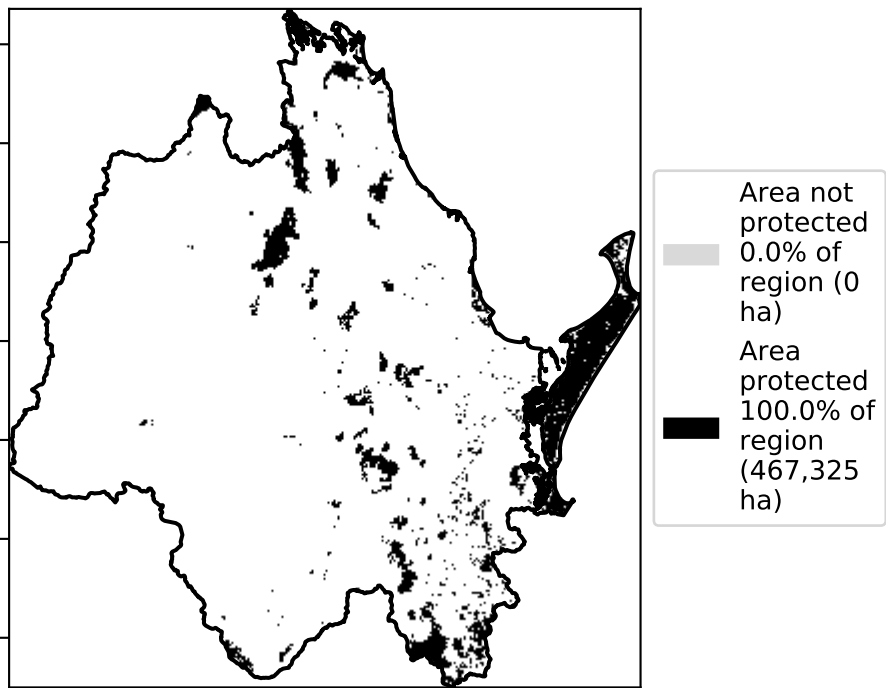 Area not
protected
0.0% of
region (0
ha)
Area
protected
100.0% of
region
(467,325
ha)